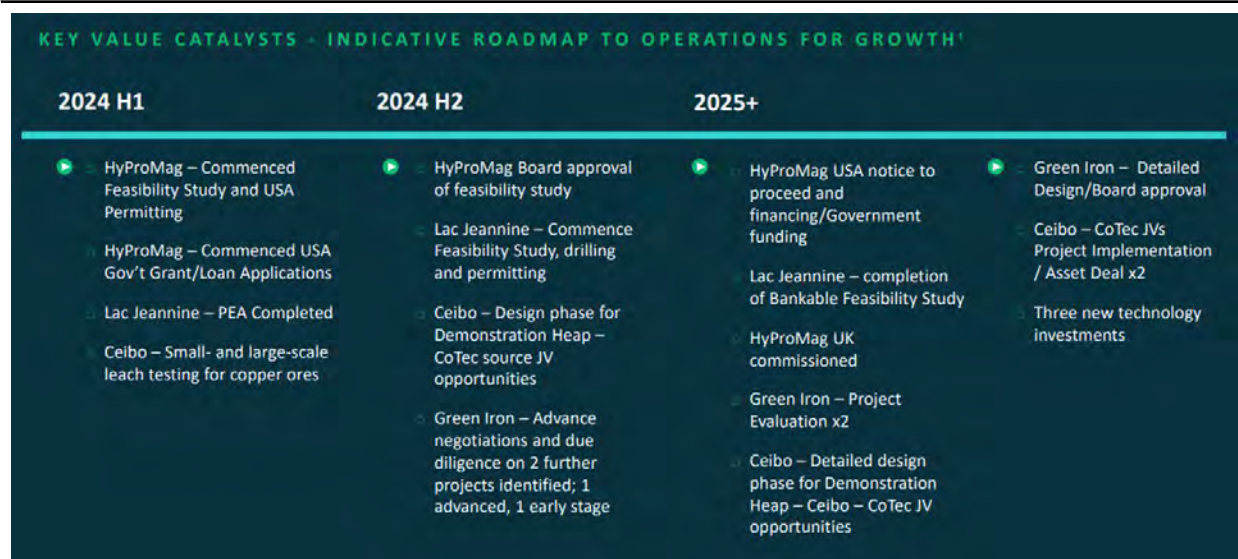 KEY VALUE CATALYSTS - INDICATIVE ROADMAP TO OPERATIONS FOR GROWTH¹
2024 H1
HyProMag – Commenced
Feasibility Study and USA
Permitting
HyProMag – Commenced USA
Gov't Grant/Loan Applications
Lac Jeannine – PEA Completed
Ceibo – Small- and large-scale
leach testing for copper ores
2024 H2
HyProMag Board approval
of feasibility study
Lac Jeannine – Commence
Feasibility Study, drilling
and permitting
Ceibo – Design phase for
Demonstration Heap –
CoTec source JV
opportunities
Green Iron – Advance
negotiations and due
diligence on 2 further
projects identified; 1
advanced, 1 early stage
2025+
HyProMag USA notice to
proceed and
financing/Government
funding
Lac Jeannine – completion
of Bankable Feasibility Study
HyProMag UK
commissioned
Green Iron – Project
Evaluation x2
Ceibo – Detailed design
phase for Demonstration
Heap – Ceibo – CoTec JV
opportunities
Green Iron – Detailed
Design/Board approval
Ceibo – CoTec JVs
Project Implementation
/ Asset Deal x2
Three new technology
investments